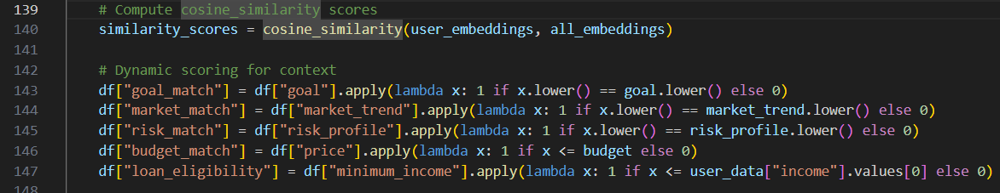 139 # Compute cosine_similarity scores
140 similarity_scores = cosine_similarity(user_embeddings, all_embeddings)
141
142 # Dynamic scoring for context
143 df["goal_match"] = df["goal"].apply(lambda x: 1 if x.lower() == goal.lower() else 0)
144 df["market_match"] = df["market_trend"].apply(lambda x: 1 if x.lower() == market_trend.lower() else 0)
145 df["risk_match"] = df["risk_profile"].apply(lambda x: 1 if x.lower() == risk_profile.lower() else 0)
146 df["budget_match"] = df["price"].apply(lambda x: 1 if x <= budget else 0)
147 df["loan_eligibility"] = df["minimum_income"].apply(lambda x: 1 if x <= user_data["income"].values[0] else 0)
148